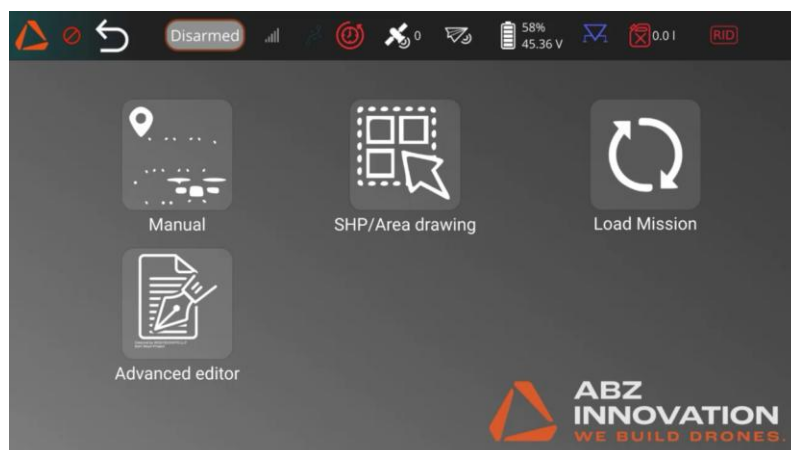 Disarmed
0
58%
45.36 V
0.0 l
RID
Manual
SHP/Area drawing
Load Mission
Advanced editor
ABZ
INNOVATION
WE BUILD DRONES.